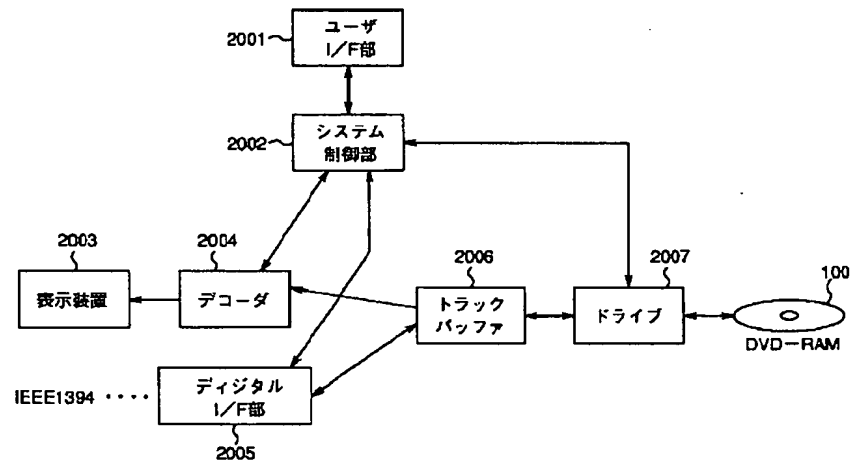 2001
ユーザ
I/F部
2002
システム
制御部
2003
表示装置
2004
デコーダ
2006
トラック
バッファ
2007
ドライブ
100
DVD-RAM
IEEE1394 ····
ディジタル
I/F部
2005